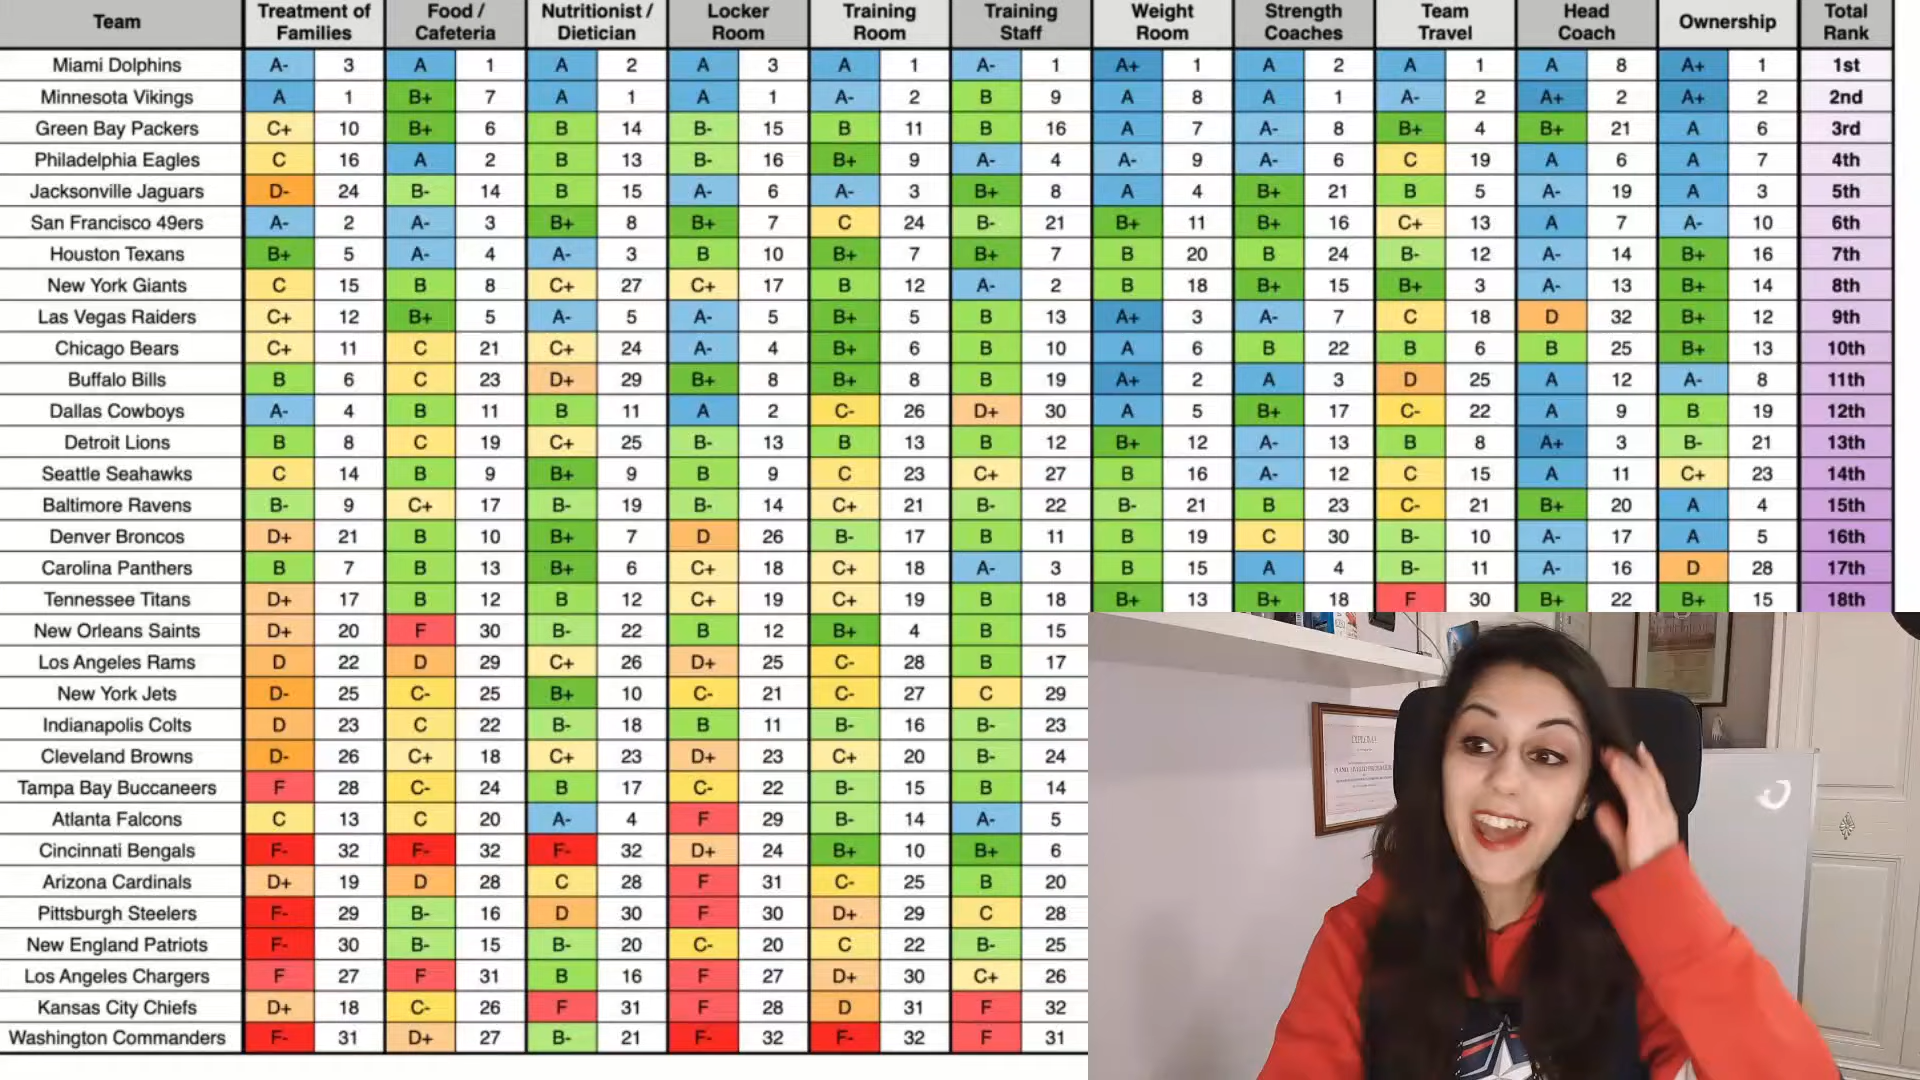 Team Treatment of Families Food / Cafeteria Nutritionist / Dietician Locker Room Training Room Training Staff Weight Room Strength Coaches Team Travel Head Coach Ownership Total Rank
Miami Dolphins A- 3 A 1 A 2 A 3 A 1 A- 1 A+ 1 A 2 A 1 A 8 A+ 1 1st
Minnesota Vikings A 1 B+ 7 A 1 A 1 A- 2 B 9 A 8 A 1 A- 2 A+ 2 A+ 2 2nd
Green Bay Packers C+ 10 B+ 6 B 14 B- 15 B 11 B 16 A 7 A- 8 B+ 4 B+ 21 A 6 3rd
Philadelphia Eagles C 16 A 2 B 13 B- 16 B+ 9 A- 4 A- 9 A- 6 C 19 A 6 A 7 4th
Jacksonville Jaguars D- 24 B- 14 B 15 A- 6 A- 3 B+ 8 A 4 B+ 21 B 5 A- 19 A 3 5th
San Francisco 49ers A- 2 A- 3 B+ 8 B+ 7 C 24 B- 21 B+ 11 B+ 16 C+ 13 A 7 A- 10 6th
Houston Texans B+ 5 A- 4 A- 3 B 10 B+ 7 B+ 7 B 20 B 24 B- 12 A- 14 B+ 16 7th
New York Giants C 15 B 8 C+ 27 C+ 17 B 12 A- 2 B 18 B+ 15 B+ 3 A- 13 B+ 14 8th
Las Vegas Raiders C+ 12 B+ 5 A- 5 A- 5 B+ 5 B 13 A+ 3 A- 7 C 18 D 32 B+ 12 9th
Chicago Bears C+ 11 C 21 C+ 24 A- 4 B+ 6 B 10 A 6 B 22 B 6 B 25 B+ 13 10th
Buffalo Bills B 6 C 23 D+ 29 B+ 8 B+ 8 B 19 A+ 2 A 3 D 25 A 12 A- 8 11th
Dallas Cowboys A- 4 B 11 B 11 A 2 C- 26 D+ 30 A 5 B+ 17 C- 22 A 9 B 19 12th
Detroit Lions B 8 C 19 C+ 25 B- 13 B 13 B 12 B+ 12 A- 13 B 8 A+ 3 B- 21 13th
Seattle Seahawks C 14 B 9 B+ 9 B 9 C 23 C+ 27 B 16 A- 12 C 15 A 11 C+ 23 14th
Baltimore Ravens B- 9 C+ 17 B- 19 B- 14 C+ 21 B- 22 B- 21 B 23 C- 21 B+ 20 A 4 15th
Denver Broncos D+ 21 B 10 B+ 7 D 26 B- 17 B 11 B 19 C 30 B- 10 A- 17 A 5 16th
Carolina Panthers B 7 B 13 B+ 6 C+ 18 C+ 18 A- 3 B 15 A 4 B- 11 A- 16 D 28 17th
Tennessee Titans D+ 17 B 12 B 12 C+ 19 C+ 19 B 18 B+ 13 B+ 18 F 30 B+ 22 B+ 15 18th
New Orleans Saints D+ 20 F 30 B- 22 B 12 B+ 4 B 15
Los Angeles Rams D 22 D 29 C+ 26 D+ 25 C- 28 B 17
New York Jets D- 25 C- 25 B+ 10 C- 21 C- 27 C 29
Indianapolis Colts D 23 C 22 B- 18 B 11 B- 16 B- 23
Cleveland Browns D- 26 C+ 18 C+ 23 D+ 23 C+ 20 B- 24
Tampa Bay Buccaneers F 28 C- 24 B 17 C- 22 B- 15 B 14
Atlanta Falcons C 13 C 20 A- 4 F 29 B- 14 A- 5
Cincinnati Bengals F- 32 F- 32 F- 32 D+ 24 B+ 10 B+ 6
Arizona Cardinals D+ 19 D 28 C 28 F 31 C- 25 B 20
Pittsburgh Steelers F- 29 B- 16 D 30 F 30 D+ 29 C 28
New England Patriots F- 30 B- 15 B- 20 C- 20 C 22 B- 25
Los Angeles Chargers F 27 F 31 B 16 F 27 D+ 30 C+ 26
Kansas City Chiefs D+ 18 C- 26 F 31 F 28 D 31 F 32
Washington Commanders F- 31 D+ 27 B- 21 F- 32 F- 32 F 31